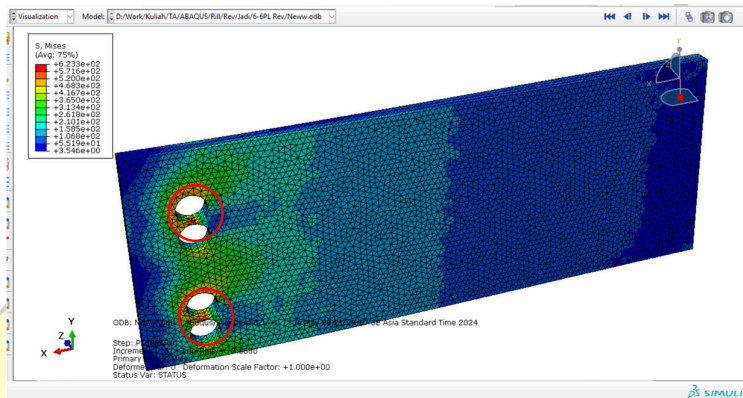 Visualization Model: D:/Work/Kuliah/TA/ABAQUS/Rill/Rev/Jadi/6-6PL Rev/Neww.odb
S, Mises
(Avg: 75%)
+6.233e+02
+5.716e+02
+5.200e+02
+4.683e+02
+4.167e+02
+3.650e+02
+3.134e+02
+2.618e+02
+2.101e+02
+1.585e+02
+1.068e+02
+5.519e+01
+3.546e+00
Y
X
Z
Y
Z
X
ODB: SE Asia Standard Time 2024
Step:
Increment
Primary
Deformed Deformation Scale Factor: +1.000e+00
Status Var: STATUS
SIMULI